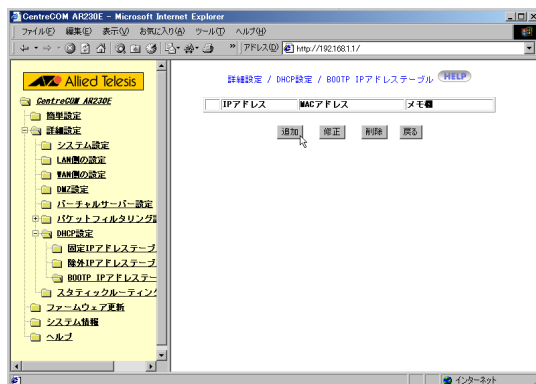 CentreCOM AR230E - Microsoft Internet Explorer
ファイル(F) 編集(E) 表示(V) お気に入り(A) ツール(T) ヘルプ(H)
» アドレス(D) http://192.168.1.1/
Allied Telesis
CentreCOM AR230E
簡単設定
詳細設定
システム設定
LAN側の設定
WAN側の設定
DMZ設定
バーチャルサーバー設定
パケットフィルタリング
DHCP設定
固定IPアドレステーブ
除外IPアドレステーブ
BOOTP IPアドレステー
スタティックルーティン
ファームウェア更新
システム情報
ヘルプ
詳細設定 / DHCP設定 / BOOTP IPアドレステーブル HELP
IPアドレス MACアドレス メモ欄
追加 修正 削除 戻る
インターネット